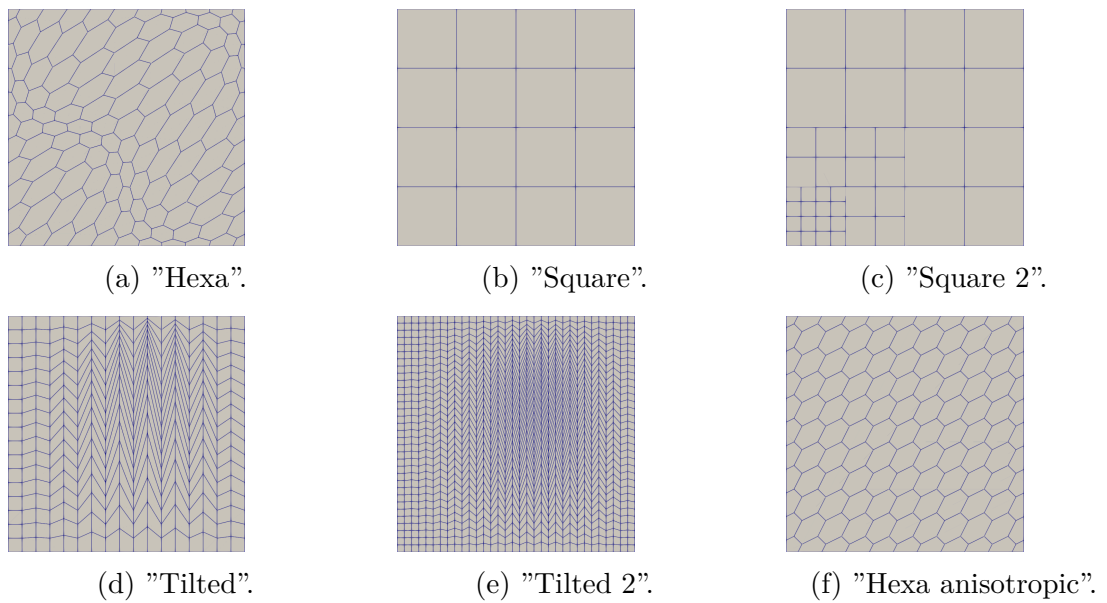 (a) ”Hexa”.
(b) ”Square”.
(c) ”Square 2”.
(d) ”Tilted”.
(e) ”Tilted 2”.
(f) ”Hexa anisotropic”.